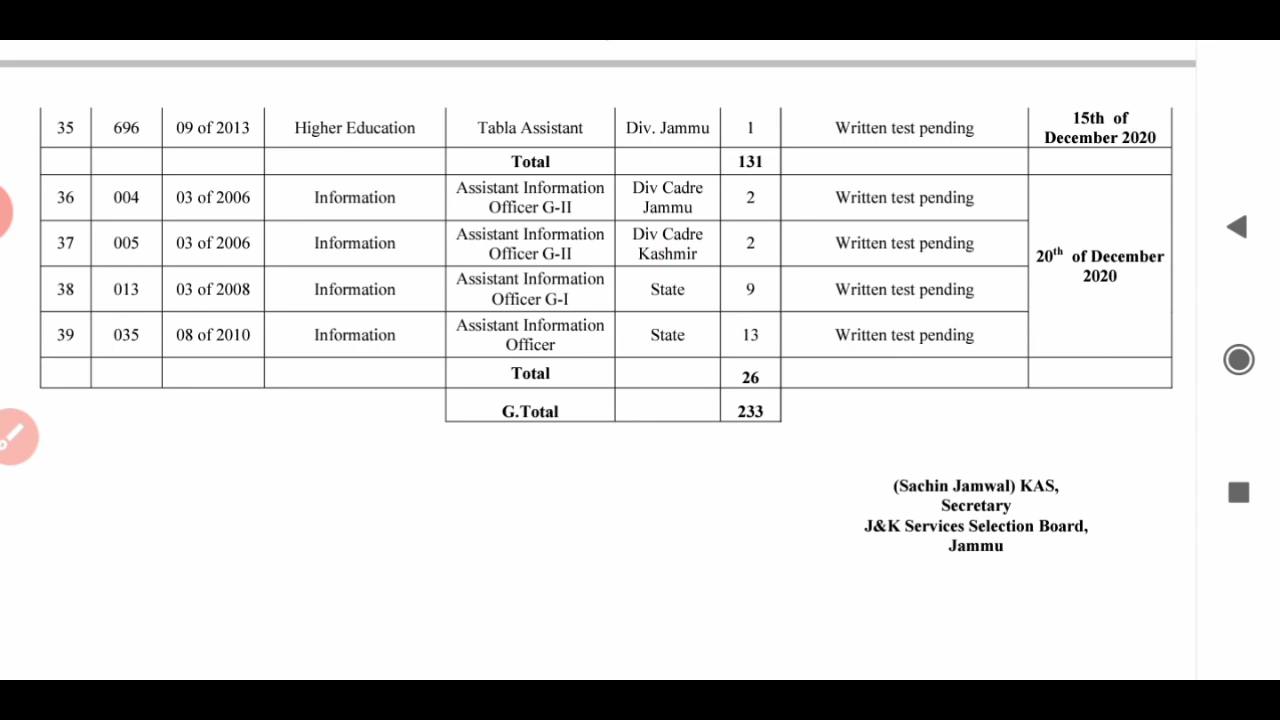 35 696 09 of 2013 Higher Education Tabla Assistant Div. Jammu 1 Written test pending 15th of December 2020
Total 131
36 004 03 of 2006 Information Assistant Information Officer G-II Div Cadre Jammu 2 Written test pending 20th of December 2020
37 005 03 of 2006 Information Assistant Information Officer G-II Div Cadre Kashmir 2 Written test pending
38 013 03 of 2008 Information Assistant Information Officer G-I State 9 Written test pending
39 035 08 of 2010 Information Assistant Information Officer State 13 Written test pending
Total 26
G.Total 233
(Sachin Jamwal) KAS,
Secretary
J&K Services Selection Board,
Jammu